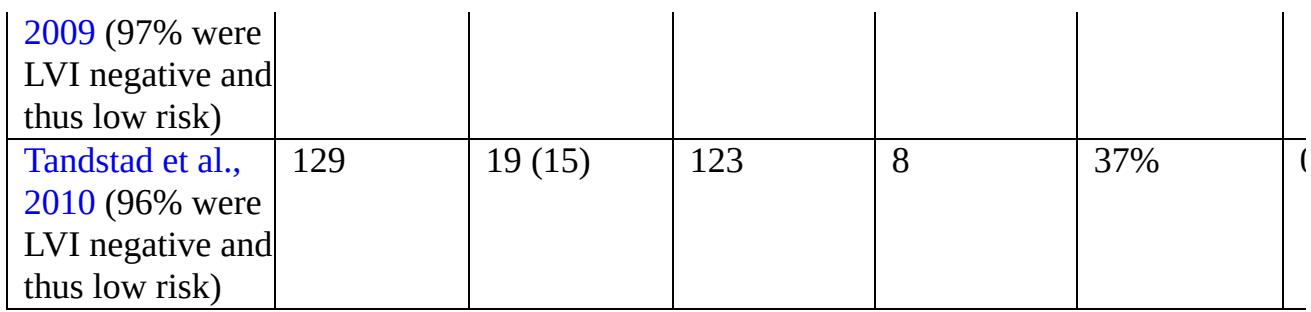 2009 (97% were
LVI negative and
thus low risk)
Tandstad et al., 129 19 (15) 123 8 37%
2010 (96% were
LVI negative and
thus low risk)